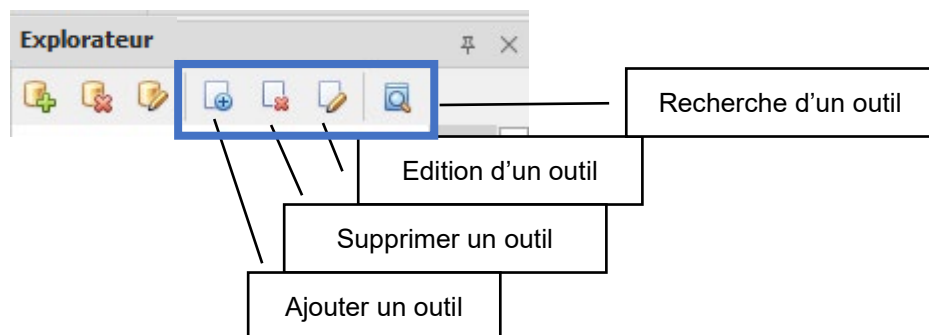 Explorateur
Recherche d'un outil
Edition d'un outil
Supprimer un outil
Ajouter un outil